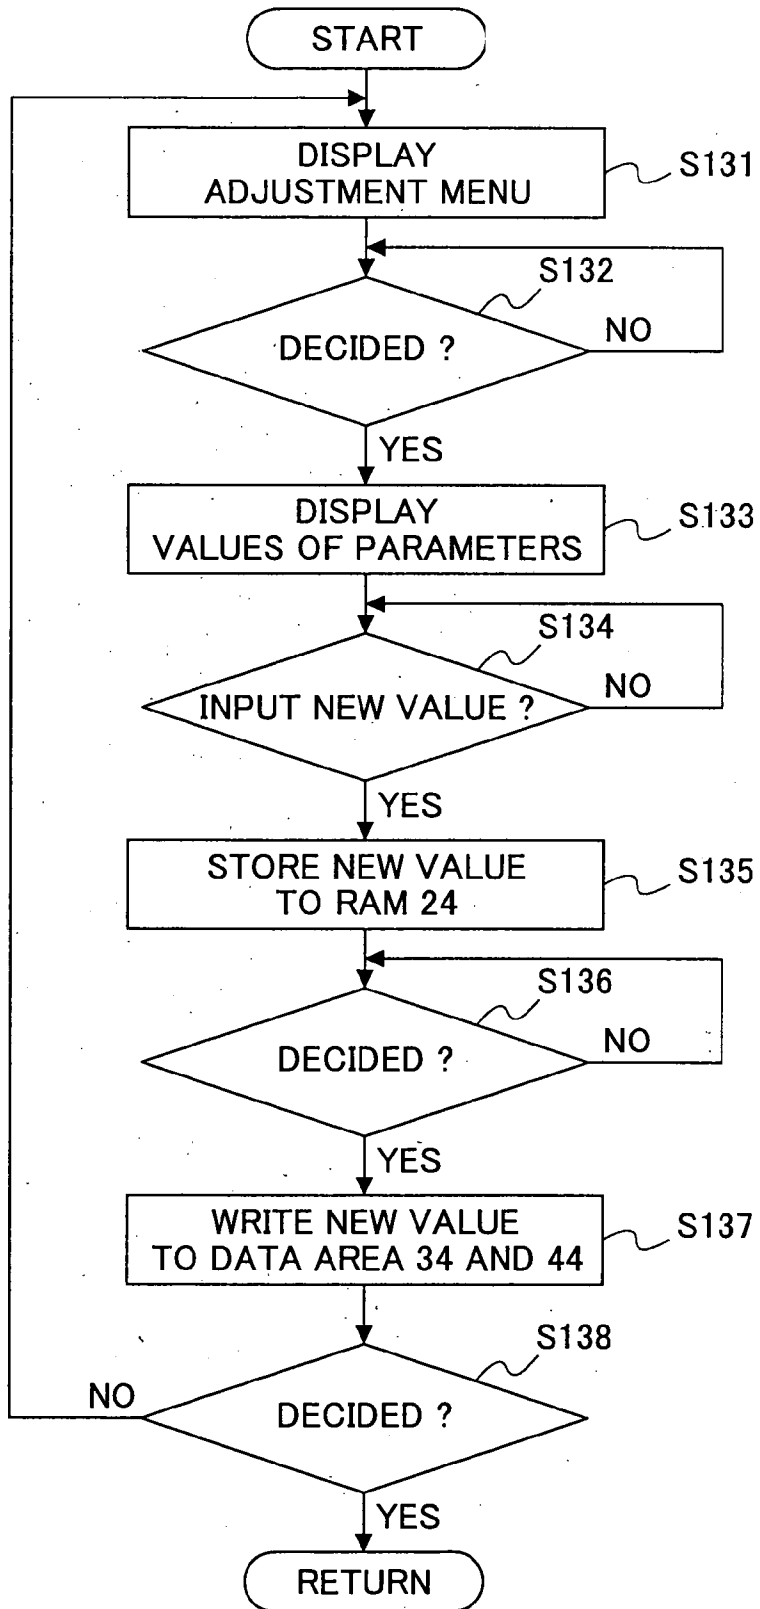 START
DISPLAY
ADJUSTMENT MENU
S131
S132
DECIDED ?
NO
YES
DISPLAY
VALUES OF PARAMETERS
S133
S134
INPUT NEW VALUE ?
NO
YES
STORE NEW VALUE
TO RAM 24
S135
S136
DECIDED ?
NO
YES
WRITE NEW VALUE
TO DATA AREA 34 AND 44
S137
S138
NO
DECIDED ?
YES
RETURN